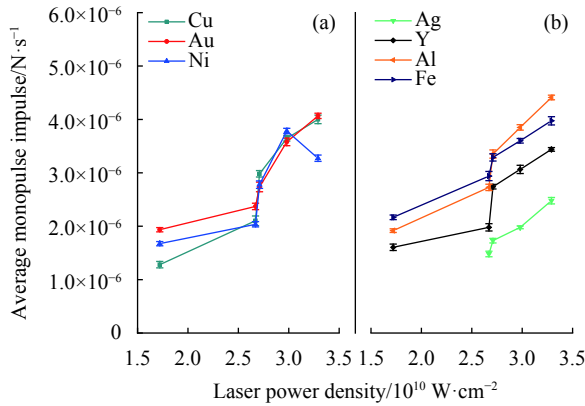 6.0×10⁻⁶
5.0×10⁻⁶
4.0×10⁻⁶
3.0×10⁻⁶
2.0×10⁻⁶
1.0×10⁻⁶
0
Average monopulse impulse/N·s⁻¹
Cu
Au
Ni
(a)
Ag
Y
Al
Fe
(b)
1.5 2.0 2.5 3.0 3.5
1.5 2.0 2.5 3.0 3.5
Laser power density/10¹⁰ W·cm⁻²